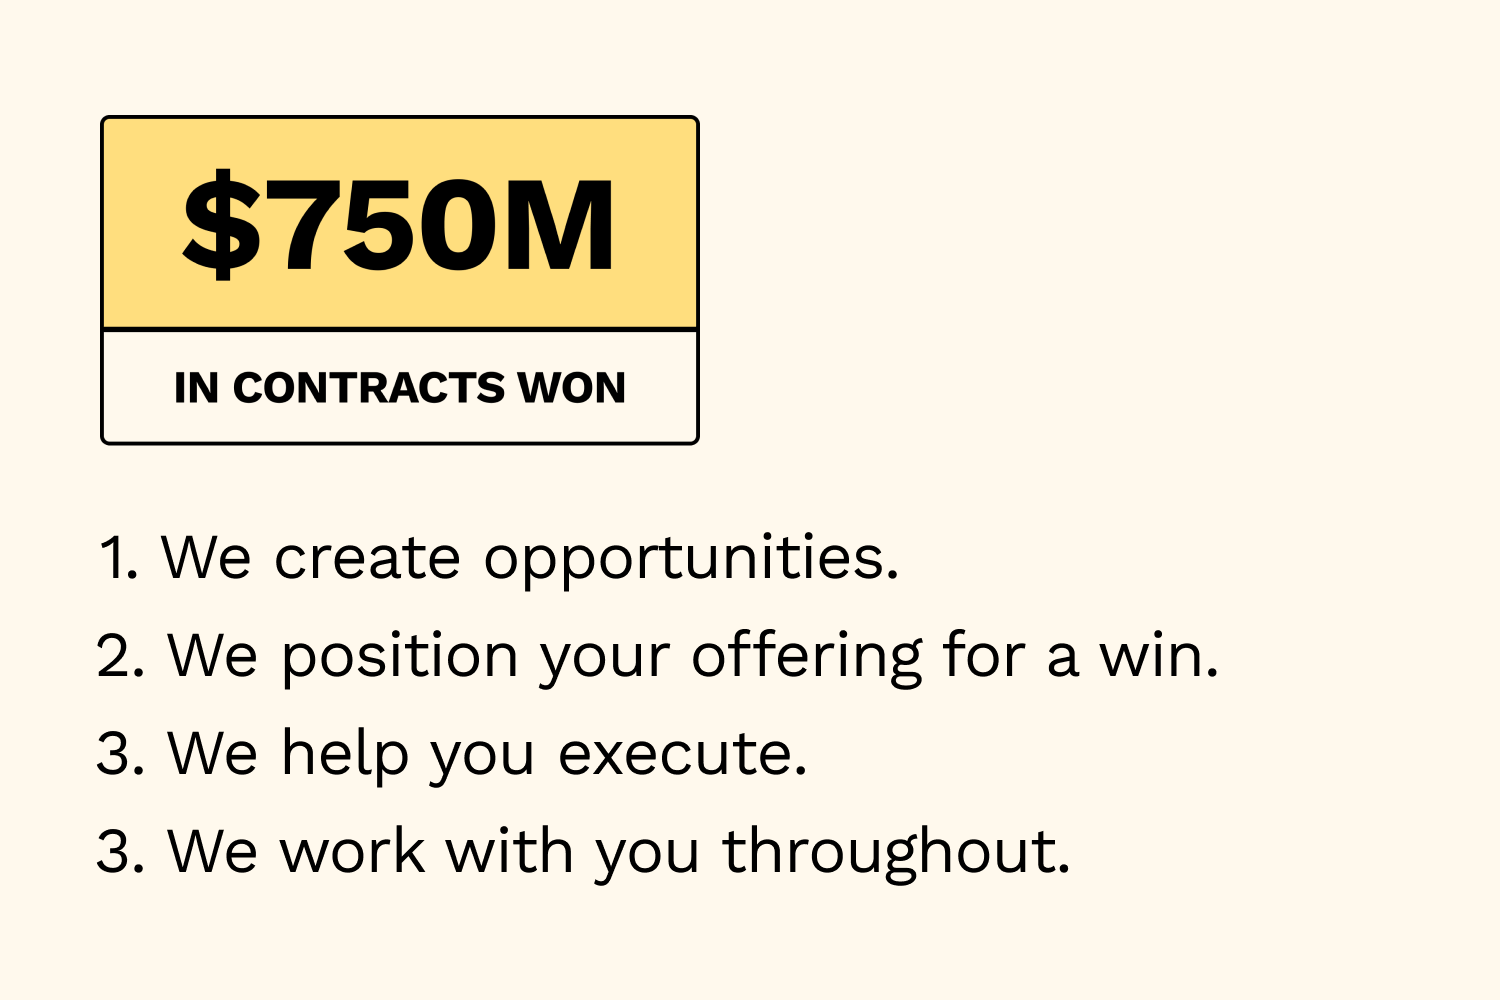 $750M
IN CONTRACTS WON
1. We create opportunities.
2. We position your offering for a win.
3. We help you execute.
3. We work with you throughout.